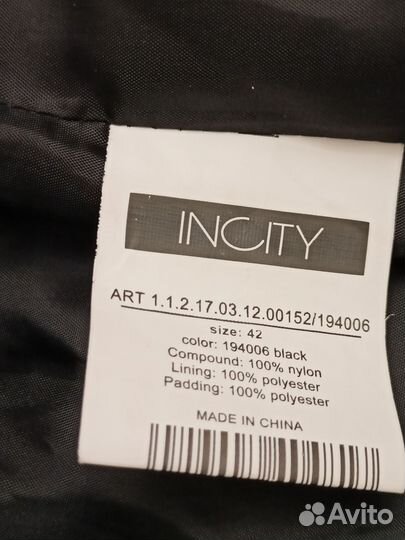 INCITY
ART 1.1.2.17.03.12.00152/194006
size: 42
color: 194006 black
Compound: 100% nylon
Lining: 100% polyester
Padding: 100% polyester
MADE IN CHINA
Avito